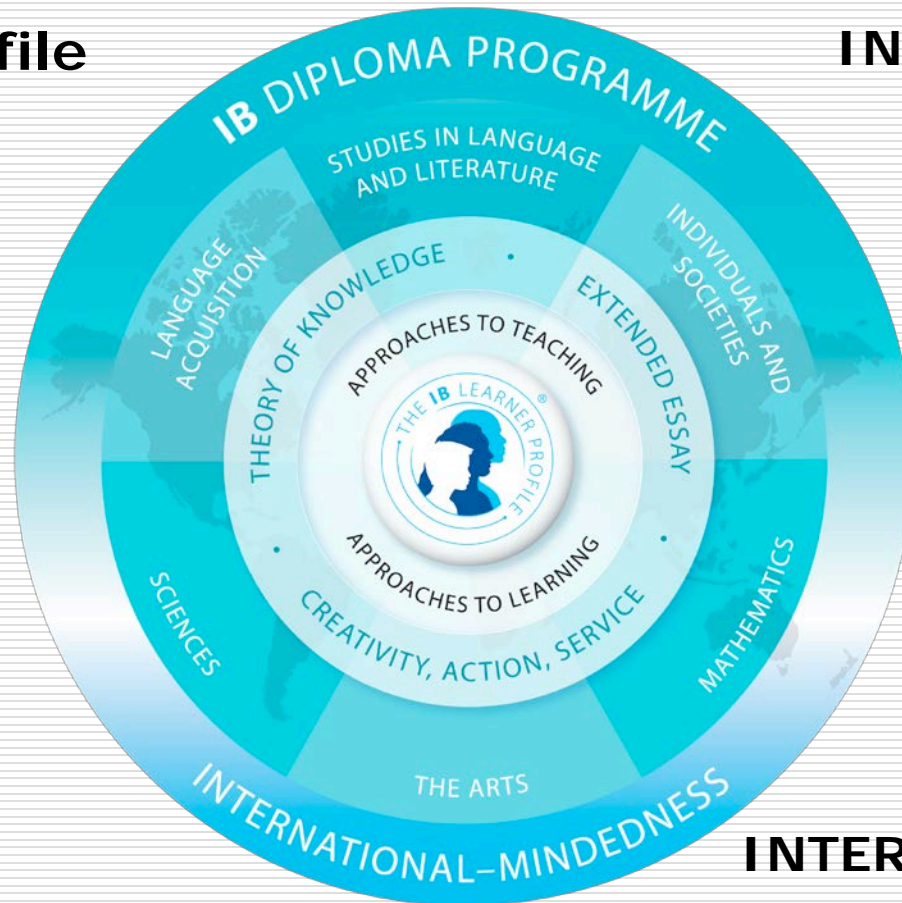 file
IN
IB DIPLOMA PROGRAMME
STUDIES IN LANGUAGE
AND LITERATURE
LANGUAGE
ACQUISITION
INDIVIDUALS AND
SOCIETIES
THEORY OF KNOWLEDGE
·
EXTENDED ESSAY
·
APPROACHES TO TEACHING
·THE IB LEARNER PROFILE·®
APPROACHES TO LEARNING
·
CREATIVITY, ACTION, SERVICE
SCIENCES
MATHEMATICS
THE ARTS
INTERNATIONAL–MINDEDNESS
INTER